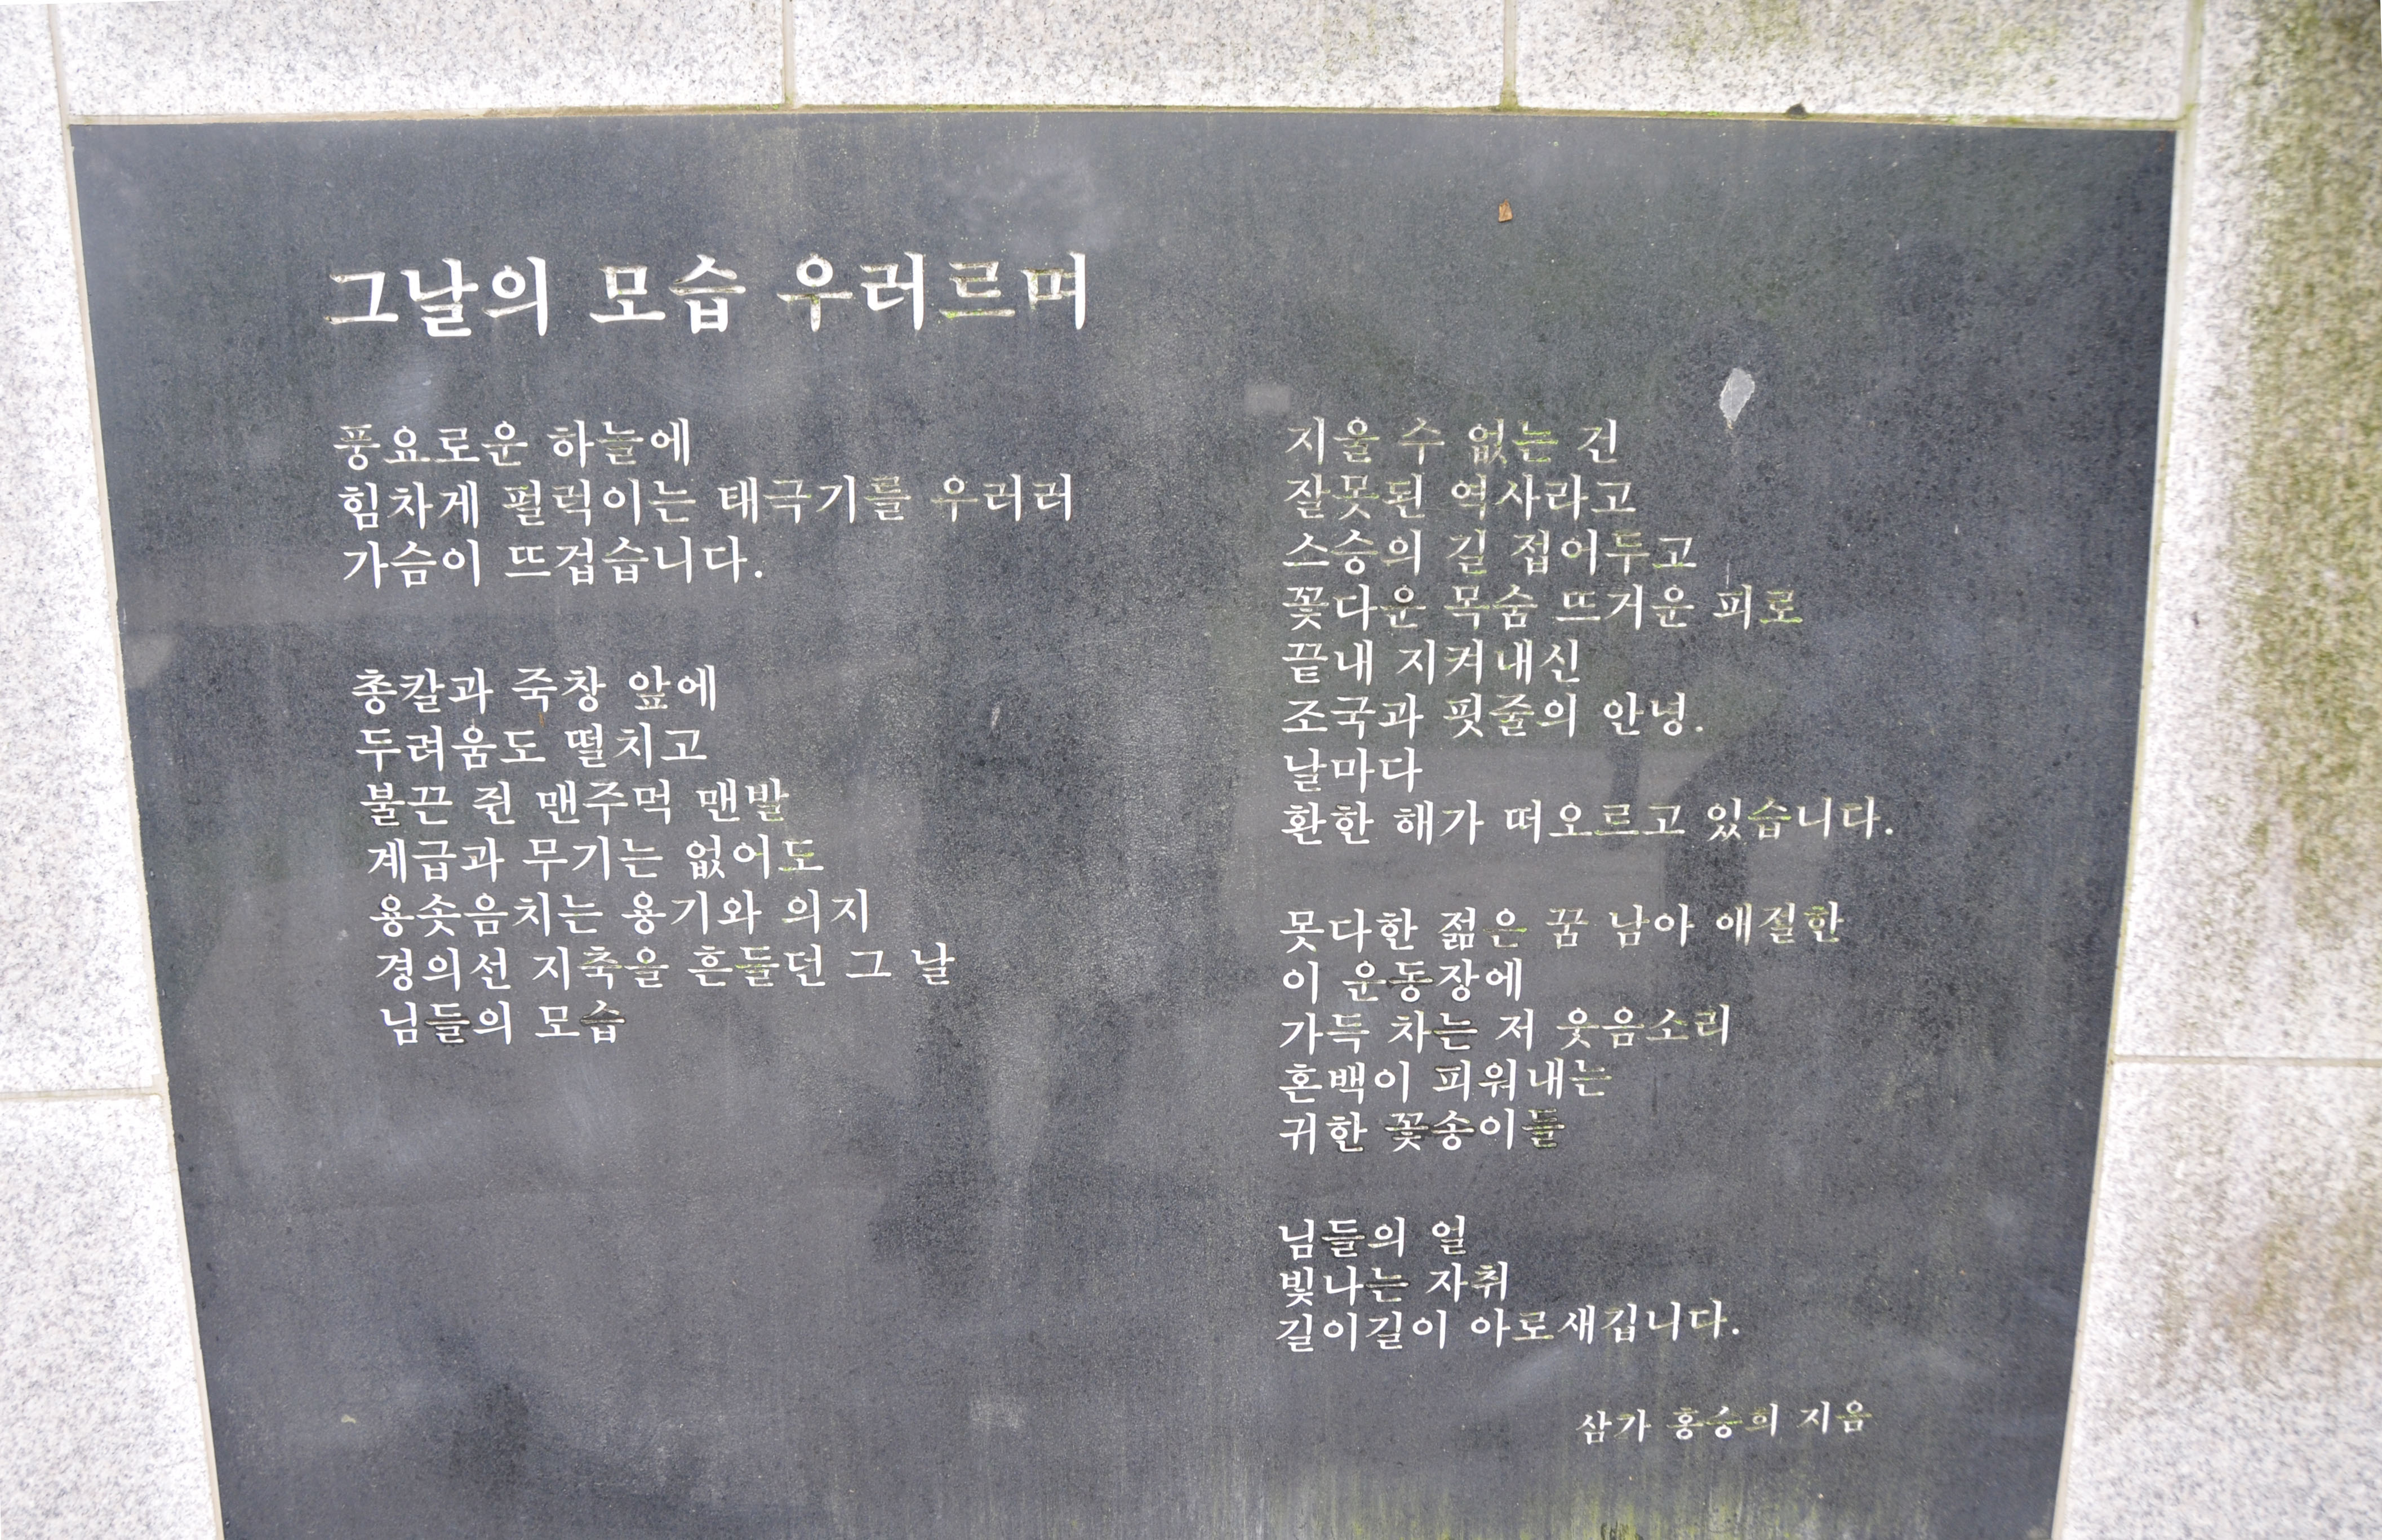 그날의 모습 우러르며
풍요로운 하늘에
힘차게 펄럭이는 태극기를 우러러
가슴이 뜨겁습니다.
총칼과 죽창 앞에
두려움도 떨치고
불끈 쥔 맨주먹 맨발
계급과 무기는 없어도
용솟음치는 용기와 의지
경의선 지축을 흔들던 그 날
님들의 모습
지울 수 없는 건
잘못된 역사라고
스승의 길 접어두고
꽃다운 목숨 뜨거운 피로
끝내 지켜내신
조국과 핏줄의 안녕.
날마다
환한 해가 떠오르고 있습니다.
못다한 젊은 꿈 남아 애절한
이 운동장에
가득 차는 저 웃음소리
혼백이 피워내는
귀한 꽃송이들
님들의 얼
빛나는 자취
길이길이 아로새깁니다.
삼가 홍승희 지음